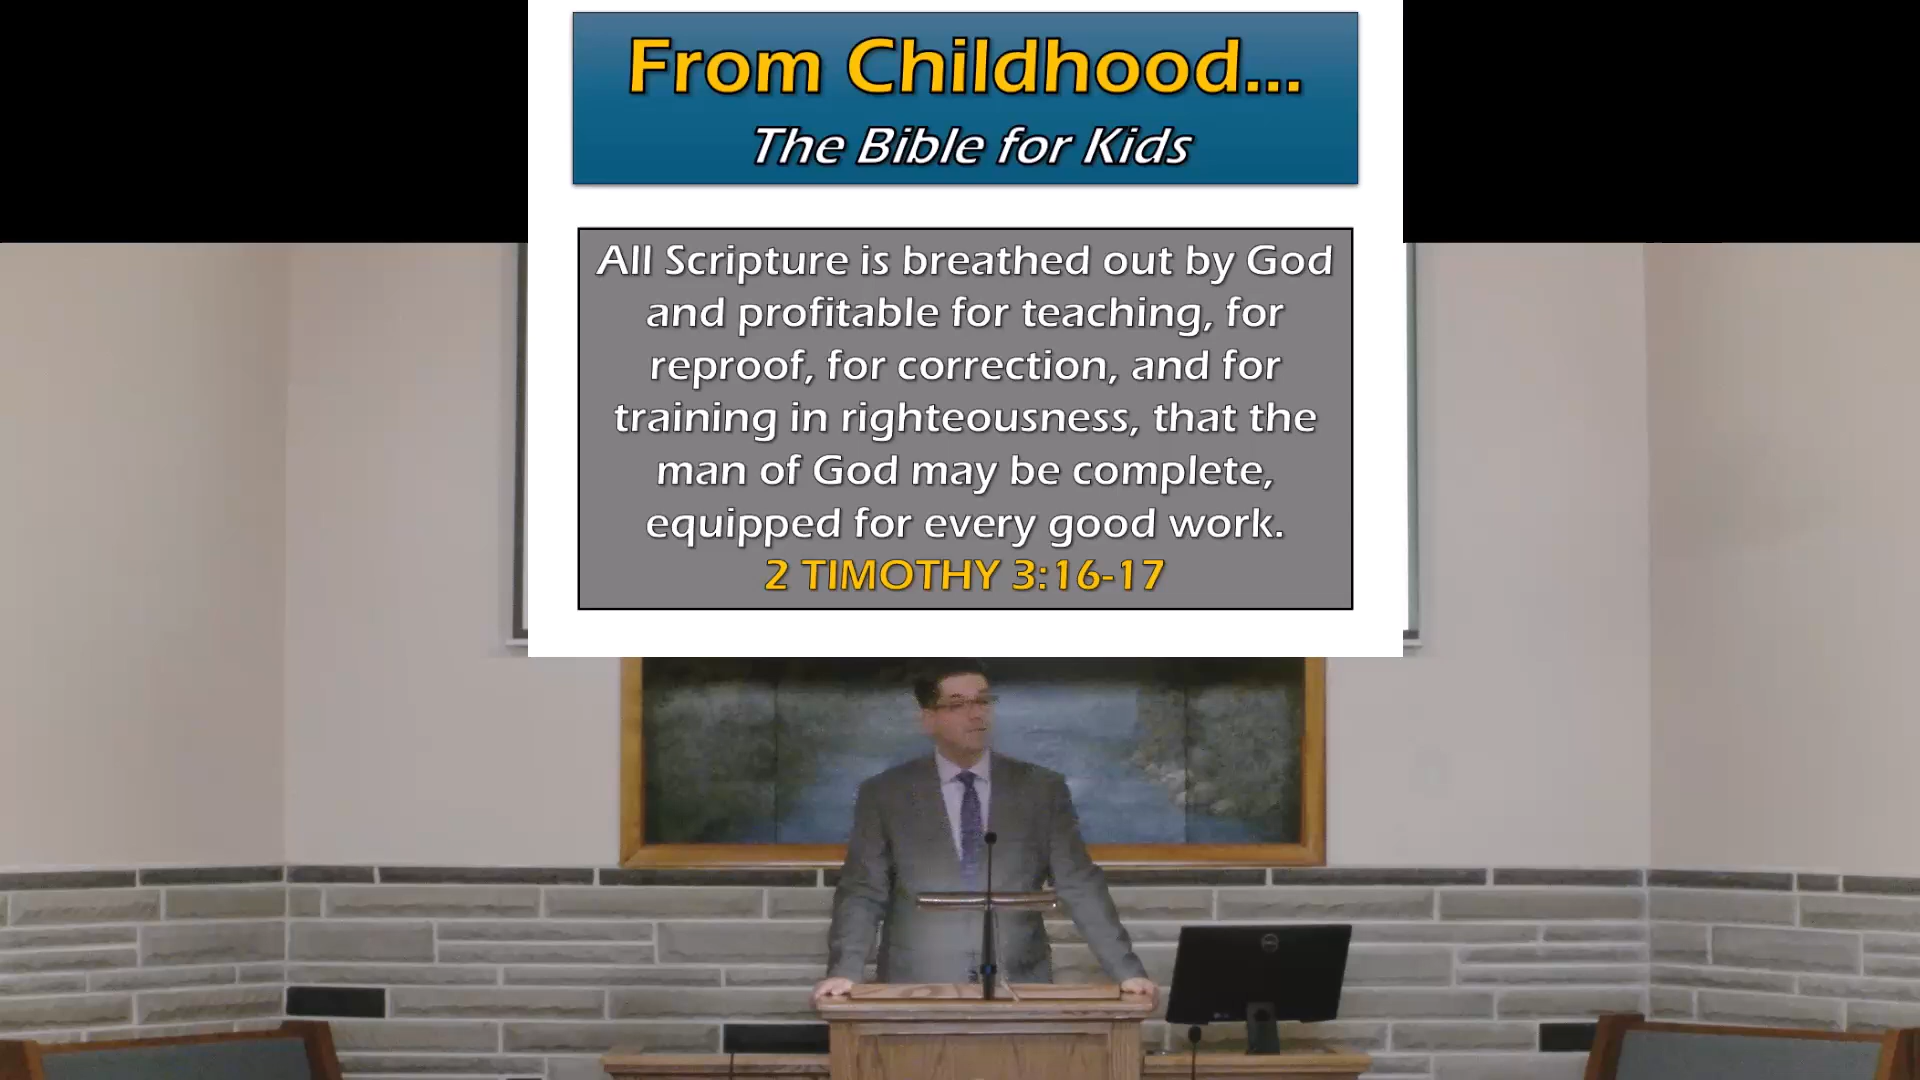 From Childhood...
The Bible for Kids
All Scripture is breathed out by God
and profitable for teaching, for
reproof, for correction, and for
training in righteousness, that the
man of God may be complete,
equipped for every good work.
2 TIMOTHY 3:16-17
DELL